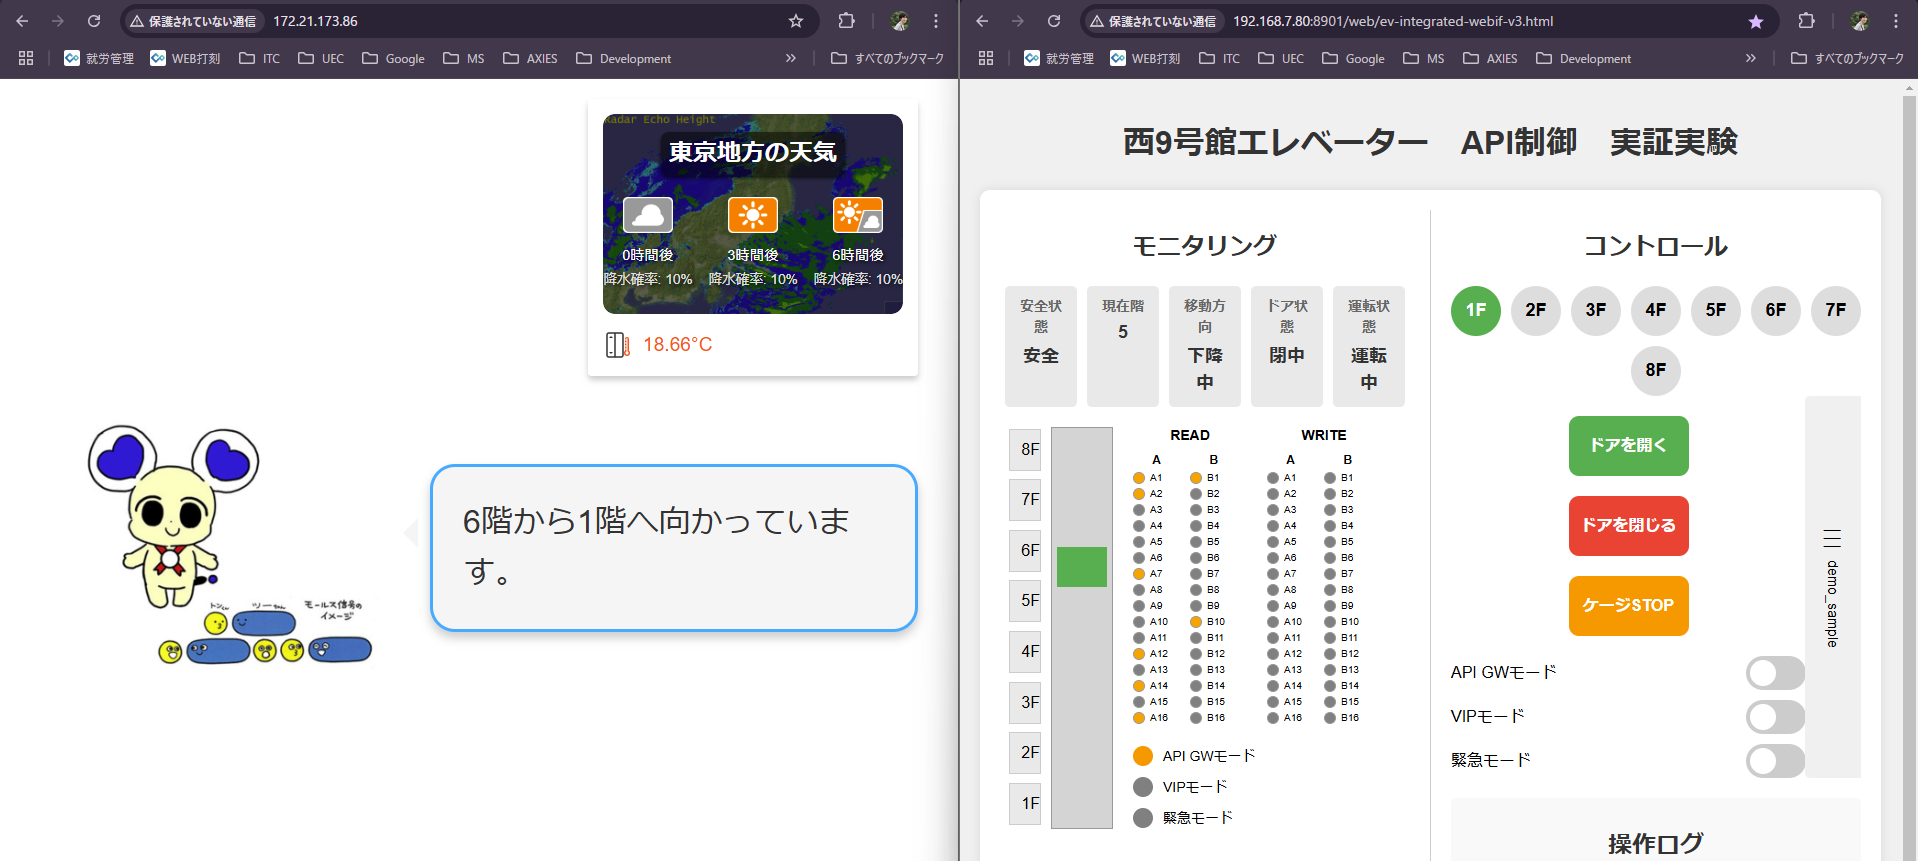 保護されていない通信
172.21.173.86
就労管理
WEB打刻
ITC
UEC
Google
MS
AXIES
Development
»
すべてのブックマーク
Radar Echo Height
東京地方の天気
0時間後
3時間後
6時間後
降水確率: 10%
降水確率: 10%
降水確率: 10%
18.66°C
6階から1階へ向かっていま
す。
トンくん
ツーちゃん
モールス信号の
イメージ
保護されていない通信
192.168.7.80:8901/web/ev-integrated-webif-v3.html
就労管理
WEB打刻
ITC
UEC
Google
MS
AXIES
Development
»
すべてのブックマーク
西9号館エレベーター　API制御　実証実験
モニタリング
安全状
態
安全
現在階
5
移動方
向
下降
中
ドア状
態
閉中
運転状
態
運転
中
8F
7F
6F
5F
4F
3F
2F
1F
READ
WRITE
A B A B
A1 B1 A1 B1
A2 B2 A2 B2
A3 B3 A3 B3
A4 B4 A4 B4
A5 B5 A5 B5
A6 B6 A6 B6
A7 B7 A7 B7
A8 B8 A8 B8
A9 B9 A9 B9
A10 B10 A10 B10
A11 B11 A11 B11
A12 B12 A12 B12
A13 B13 A13 B13
A14 B14 A14 B14
A15 B15 A15 B15
A16 B16 A16 B16
API GWモード
VIPモード
緊急モード
コントロール
1F 2F 3F 4F 5F 6F 7F
8F
ドアを開く
ドアを閉じる
ケージSTOP
demo_sample
API GWモード
VIPモード
緊急モード
操作ログ